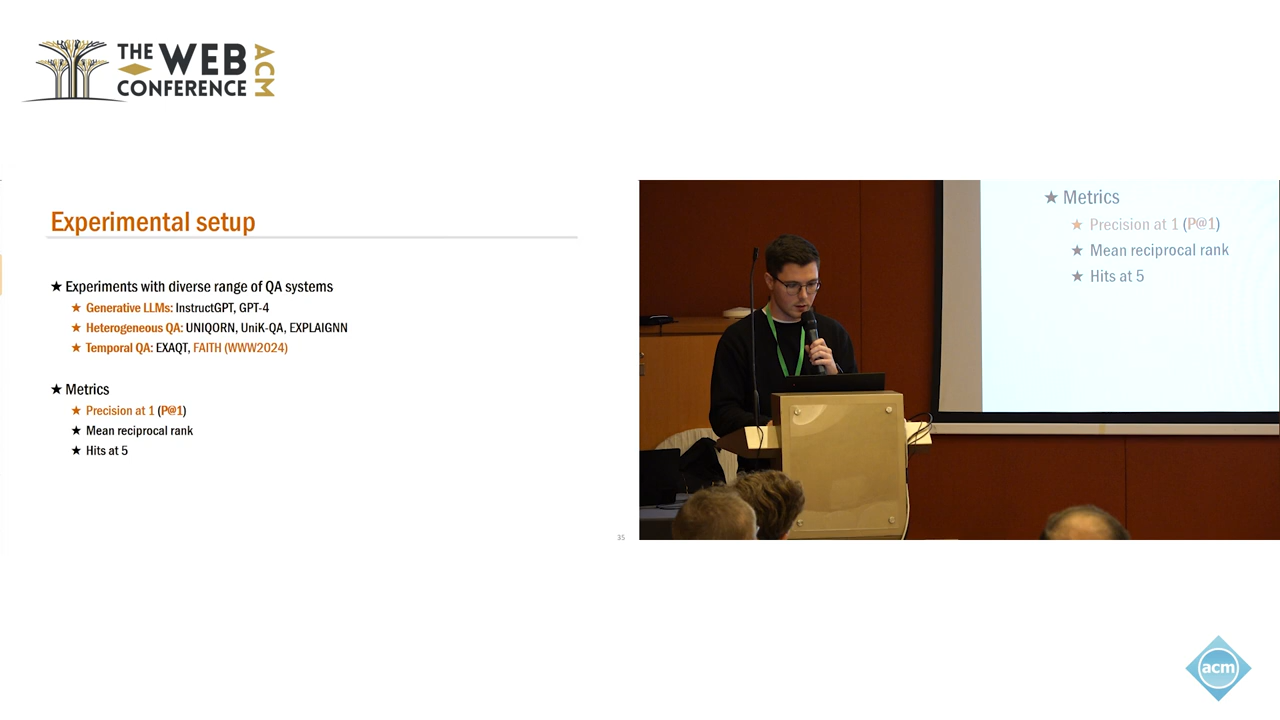 THE WEB
CONFERENCE
ACM
Experimental setup
★ Experiments with diverse range of QA systems
★ Generative LLMs: InstructGPT, GPT-4
★ Heterogeneous QA: UNIQORN, UniK-QA, EXPLAIGNN
★ Temporal QA: EXAQT, FAITH (WWW2024)
★ Metrics
★ Precision at 1 (P@1)
★ Mean reciprocal rank
★ Hits at 5
35
★ Metrics
★ Precision at 1 (P@1)
★ Mean reciprocal rank
★ Hits at 5
acm